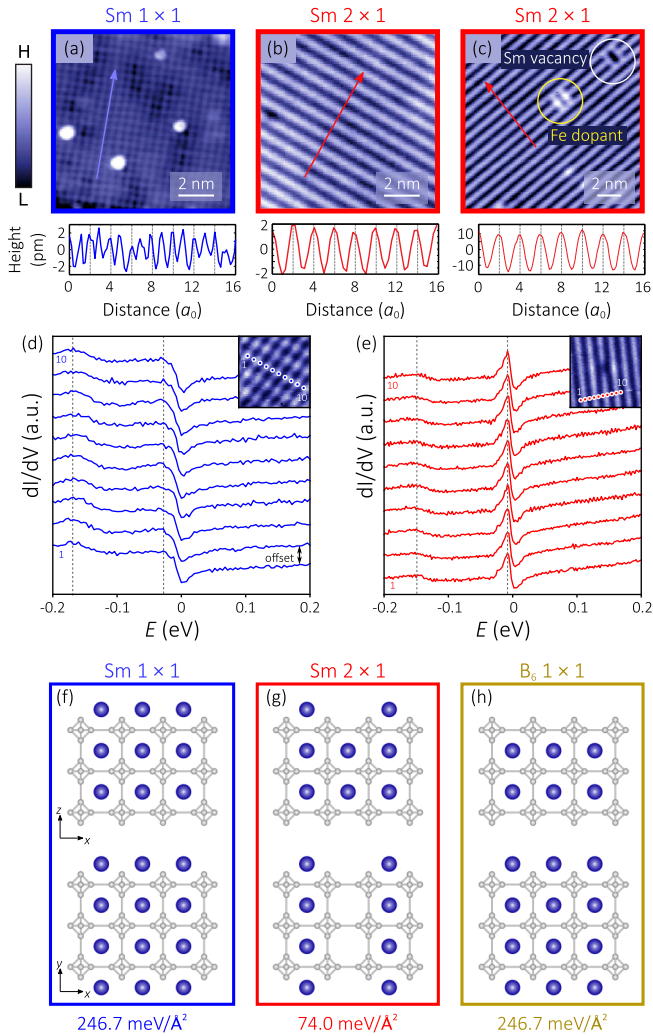 Sm 1 × 1
Sm 2 × 1
Sm 2 × 1
H
L
(a)
2 nm
(b)
2 nm
(c)
Sm vacancy
Fe dopant
2 nm
Height
(pm)
2
0
-2
0 4 8 12 16
Distance (a₀)
2
0
-2
0 4 8 12 16
Distance (a₀)
10
0
-10
0 4 8 12 16
Distance (a₀)
(d)
10
1
1
10
offset
dI/dV (a.u.)
-0.2 -0.1 0 0.1 0.2
E (eV)
(e)
10
1
1
10
dI/dV (a.u.)
-0.2 -0.1 0 0.1 0.2
E (eV)
Sm 1 × 1
Sm 2 × 1
B₆ 1 × 1
(f)
z
x
y
x
(g)
(h)
246.7 meV/Å²
74.0 meV/Å²
246.7 meV/Å²